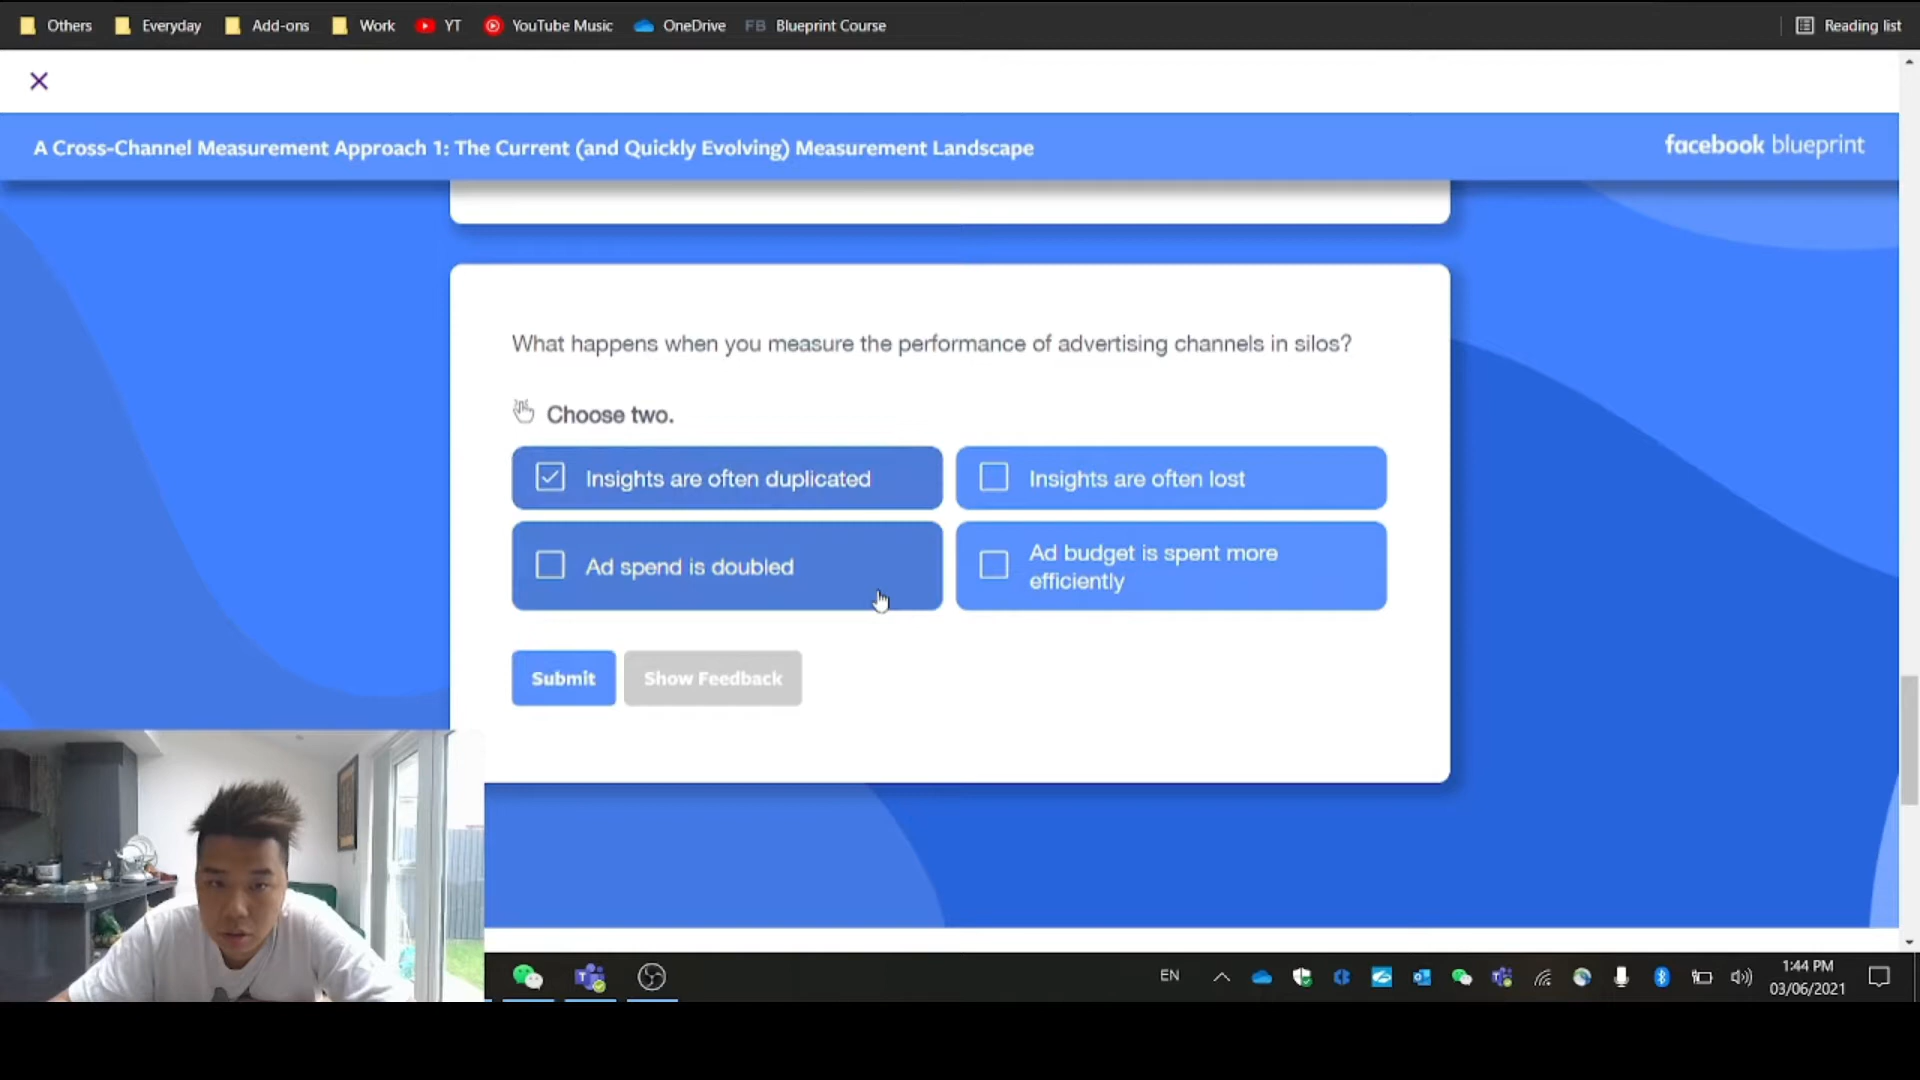 Others Everyday Add-ons Work YT YouTube Music OneDrive FB Blueprint Course Reading list
A Cross-Channel Measurement Approach 1: The Current (and Quickly Evolving) Measurement Landscape
facebook blueprint
What happens when you measure the performance of advertising channels in silos?
Choose two.
Insights are often duplicated
Insights are often lost
Ad spend is doubled
Ad budget is spent more
efficiently
Submit
Show Feedback
EN
1:44 PM
03/06/2021